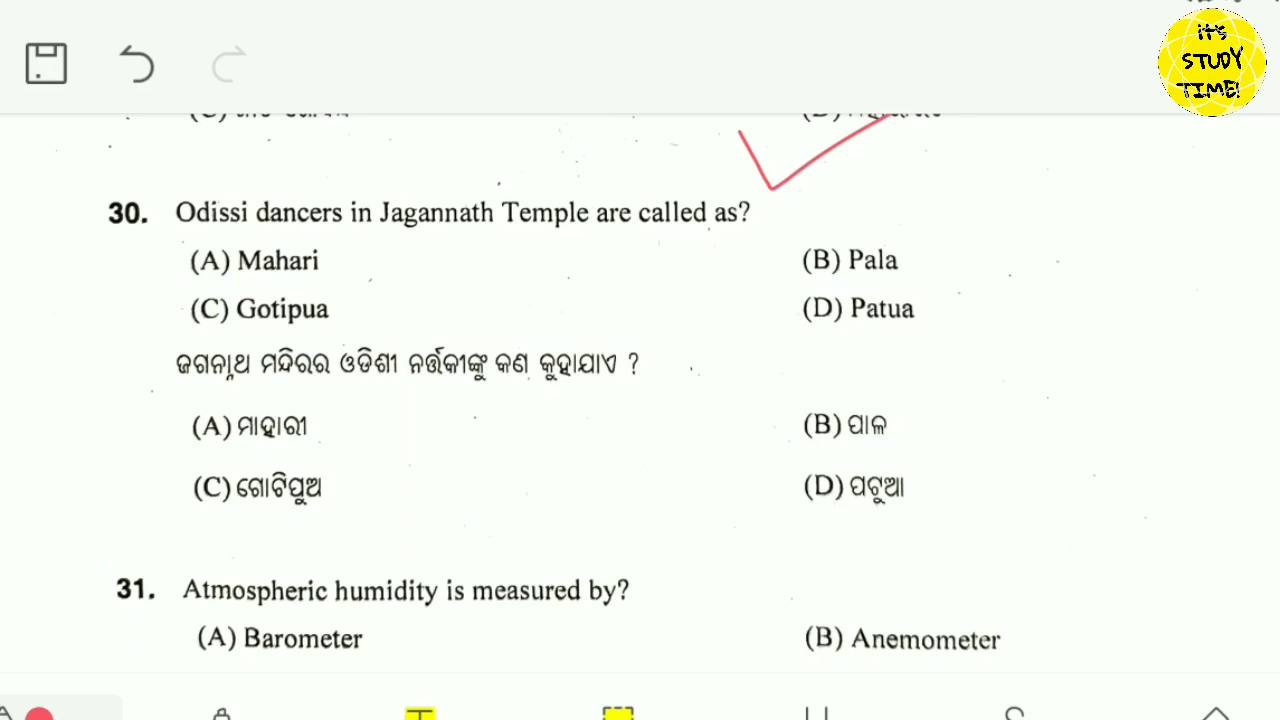 It's
STUDY
TIME!
30. Odissi dancers in Jagannath Temple are called as?
(A) Mahari (B) Pala
(C) Gotipua (D) Patua
ଜଗନ୍ନାଥ ମନ୍ଦିରର ଓଡିଶୀ ନର୍ତ୍ତକୀଙ୍କୁ କଣ କୁହାଯାଏ ?
(A) ମାହାରୀ (B) ପାଳ
(C) ଗୋଟିପୁଅ (D) ପଟୁଆ
31. Atmospheric humidity is measured by?
(A) Barometer (B) Anemometer